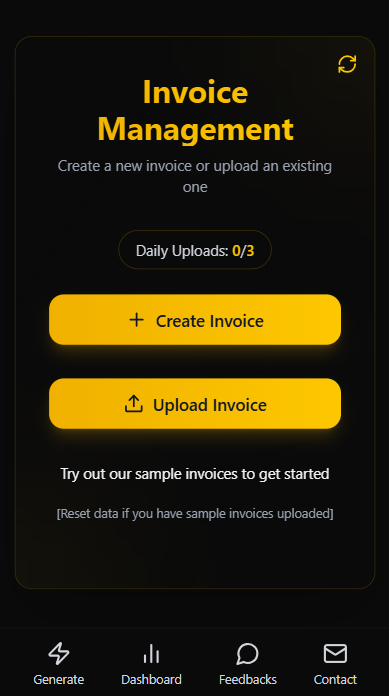 Invoice
Management
Create a new invoice or upload an existing
one
Daily Uploads: 0/3
Create Invoice
Upload Invoice
Try out our sample invoices to get started
[Reset data if you have sample invoices uploaded]
Generate Dashboard Feedbacks Contact